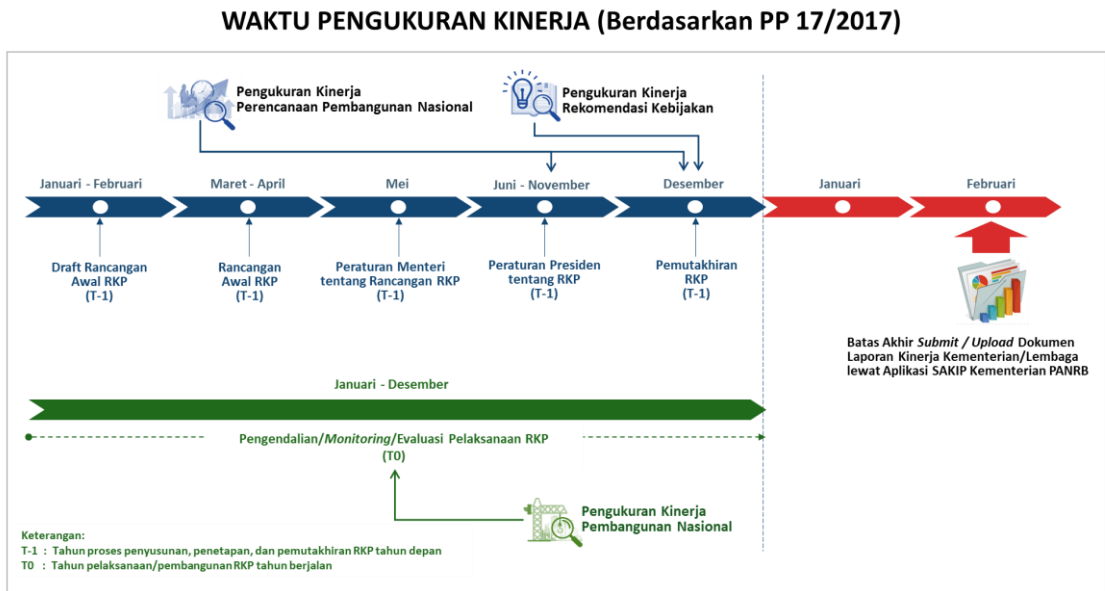 WAKTU PENGUKURAN KINERJA (Berdasarkan PP 17/2017)
Pengukuran Kinerja
Perencanaan Pembangunan Nasional
Pengukuran Kinerja
Rekomendasi Kebijakan
Januari - Februari
Maret - April
Mei
Juni - November
Desember
Januari
Februari
Draft Rancangan
Awal RKP
(T-1)
Rancangan
Awal RKP
(T-1)
Peraturan Menteri
tentang Rancangan RKP
(T-1)
Peraturan Presiden
tentang RKP
(T-1)
Pemutakhiran
RKP
(T-1)
Batas Akhir Submit / Upload Dokumen
Laporan Kinerja Kementerian/Lembaga
lewat Aplikasi SAKIP Kementerian PANRB
Januari - Desember
Pengendalian/Monitoring/Evaluasi Pelaksanaan RKP
(T0)
Pengukuran Kinerja
Pembangunan Nasional
Keterangan:
T-1 : Tahun proses penyusunan, penetapan, dan pemutakhiran RKP tahun depan
T0 : Tahun pelaksanaan/pembangunan RKP tahun berjalan